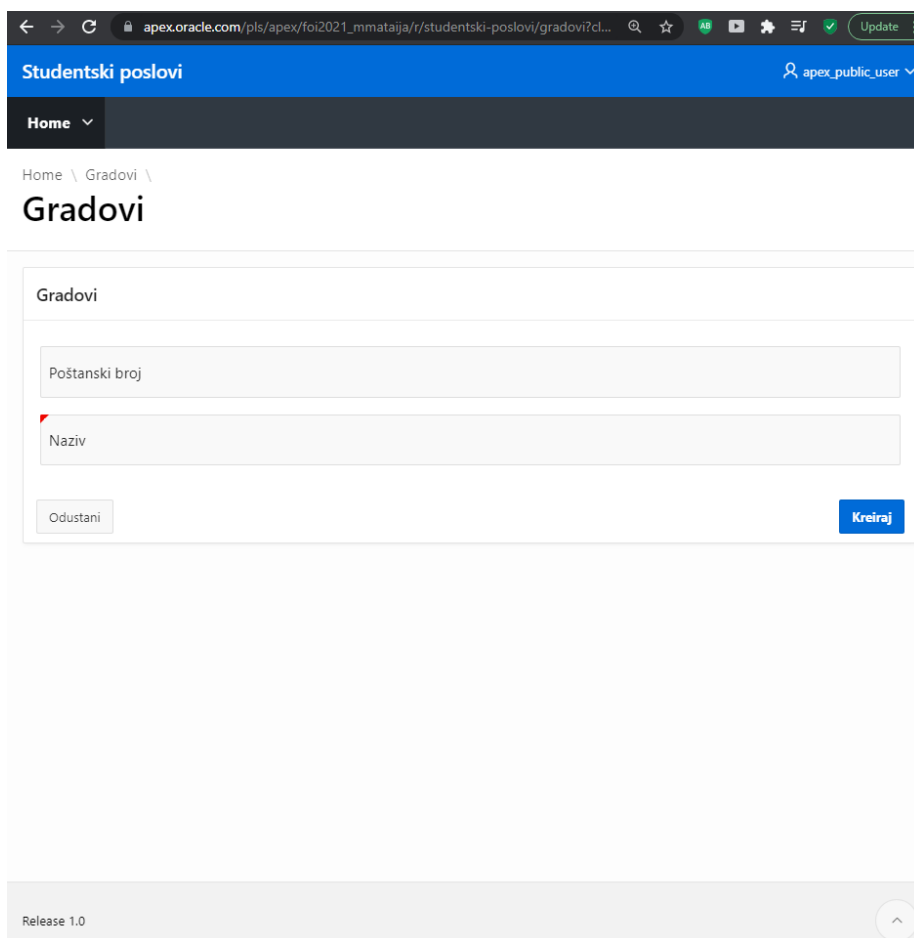 apex.oracle.com/pls/apex/foi2021_mmataija/r/studentski-poslovi/gradovi?cl...
AB
Update
Studentski poslovi
apex_public_user
Home
Home \ Gradovi \
Gradovi
Gradovi
Poštanski broj
Naziv
Odustani
Kreiraj
Release 1.0